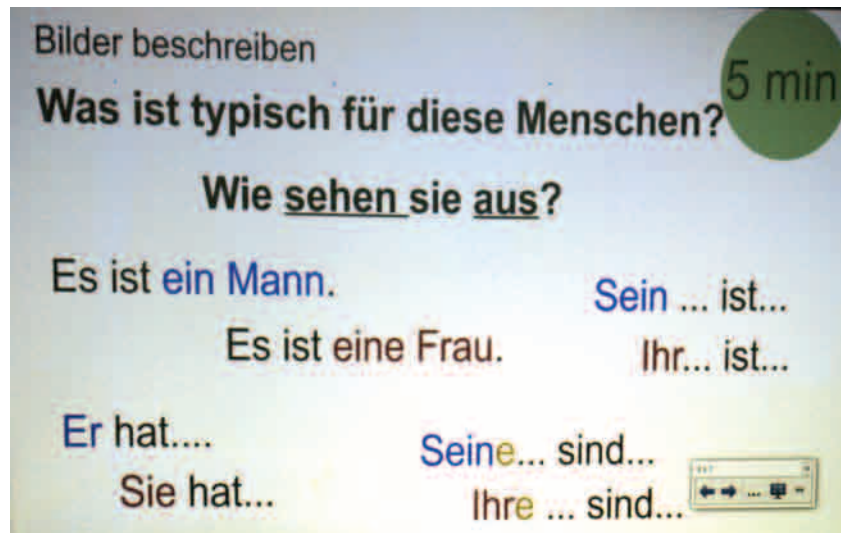 Bilder beschreiben
5 min
Was ist typisch für diese Menschen?
Wie sehen sie aus?
Es ist ein Mann.
Sein ... ist...
Es ist eine Frau.
Ihr... ist...
Er hat....
Seine... sind...
Sie hat...
Ihre ... sind...